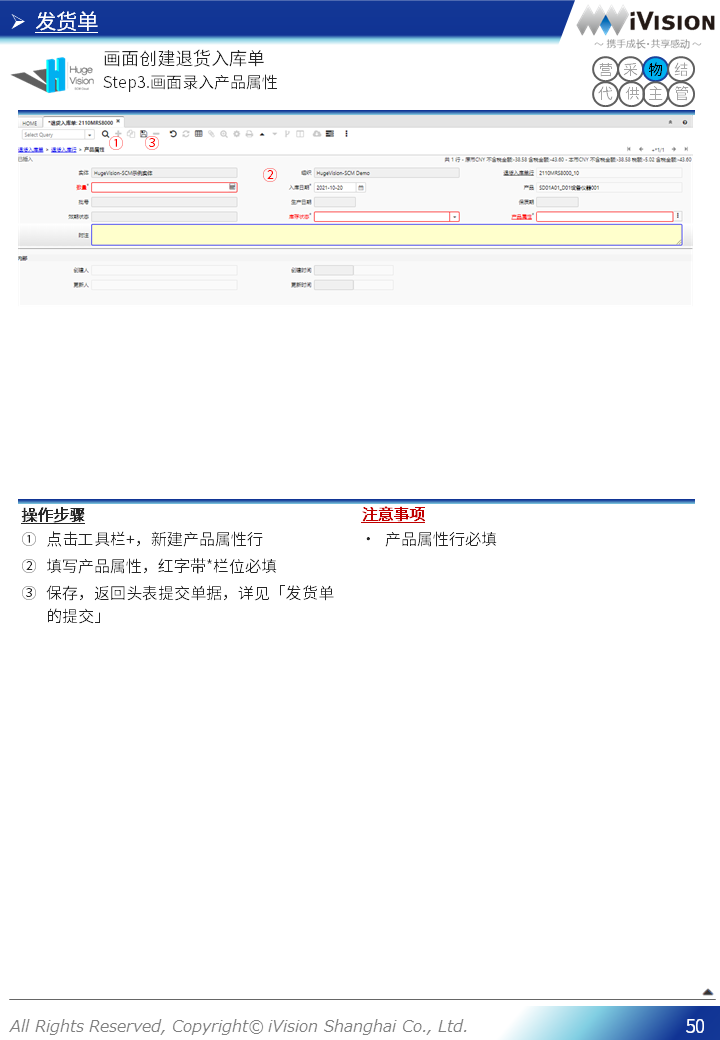 ➢ 发货单
iVISION
～ 携手成长·共享感动 ～
Huge
Vision
画面创建退货入库单
Step3.画面录入产品属性
营 采 物 结
代 供 主 管
HOME *退货入库单: 2110MRS8000 ×
Select Query
① ③
退货入库单 > 退货入库行 > 产品属性
+1/1
已插入
共 1 行 - 原币CNY 不含税金额:-38.58 含税金额:-43.60 - 本币CNY 不含税金额:-38.58 税额:-5.02 含税金额:-43.60
实体 HugeVision-SCM示例实体 ② 组织 HugeVision-SCM Demo 退货入库单行 2110MRS8000_10
数量* 入库日期* 2021-10-20 产品 SD01A01_D01设备仪器001
批号 生产日期 保质期
加期状态 库存状态* 产品属性*
附注
内部
创建人 创建时间
更新人 更新时间
操作步骤
① 点击工具栏+，新建产品属性行
② 填写产品属性，红字带*栏位必填
③ 保存，返回头表提交单据，详见「发货单
的提交」
注意事项
• 产品属性行必填
All Rights Reserved, Copyright© iVision Shanghai Co., Ltd.
50